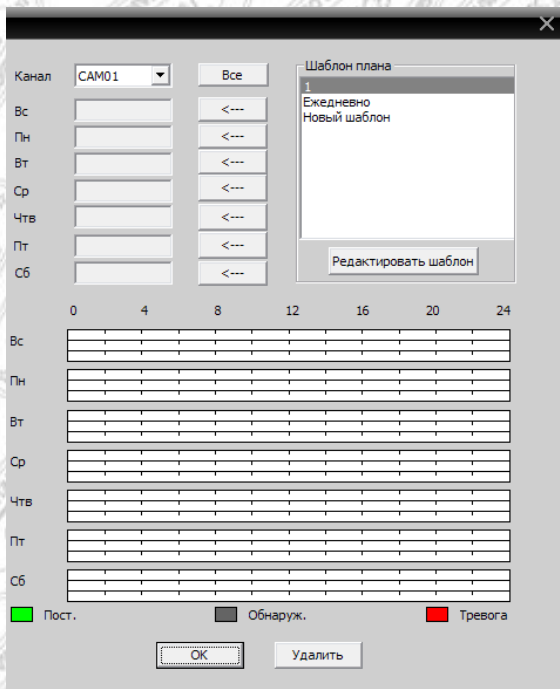 Шаблон плана
Канал CAM01 Все
1
Вс <---
Ежедневно
Новый шаблон
Пн <---
Вт <---
Ср <---
Чтв <---
Пт <---
Редактировать шаблон
Сб <---
0 4 8 12 16 20 24
Вс
Пн
Вт
Ср
Чтв
Пт
Сб
Пост. Обнаруж. Тревога
OK Удалить